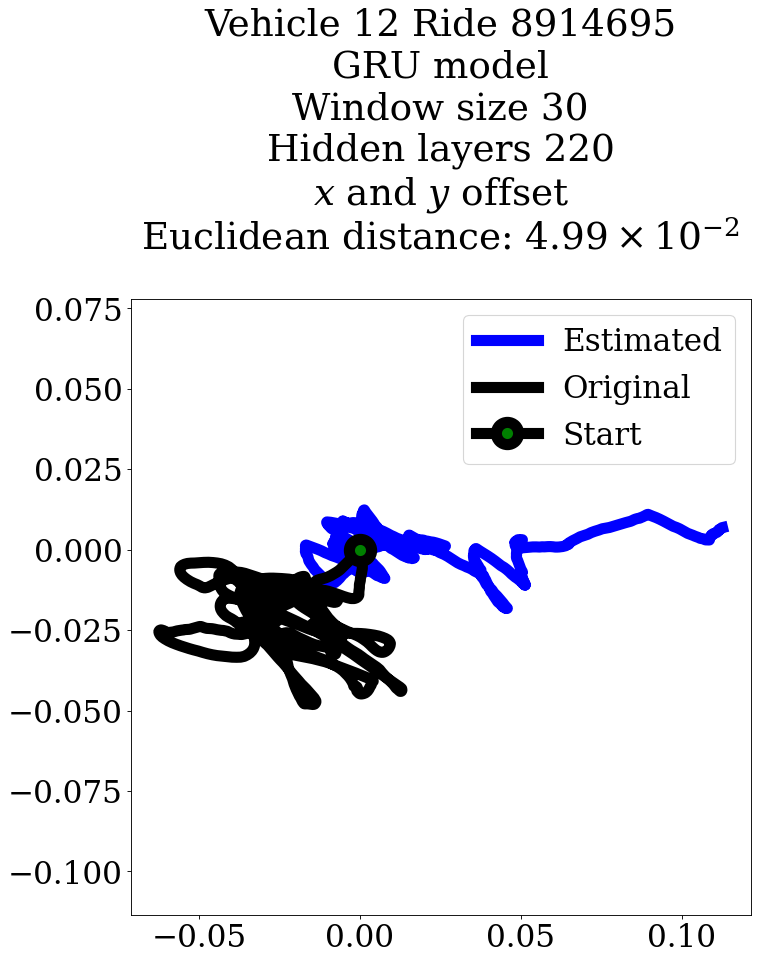 Vehicle 12 Ride 8914695
GRU model
Window size 30
Hidden layers 220
x and y offset
Euclidean distance: 4.99 × 10⁻²
0.075
0.050
0.025
0.000
−0.025
−0.050
−0.075
−0.100
Estimated
Original
Start
−0.05 0.00 0.05 0.10